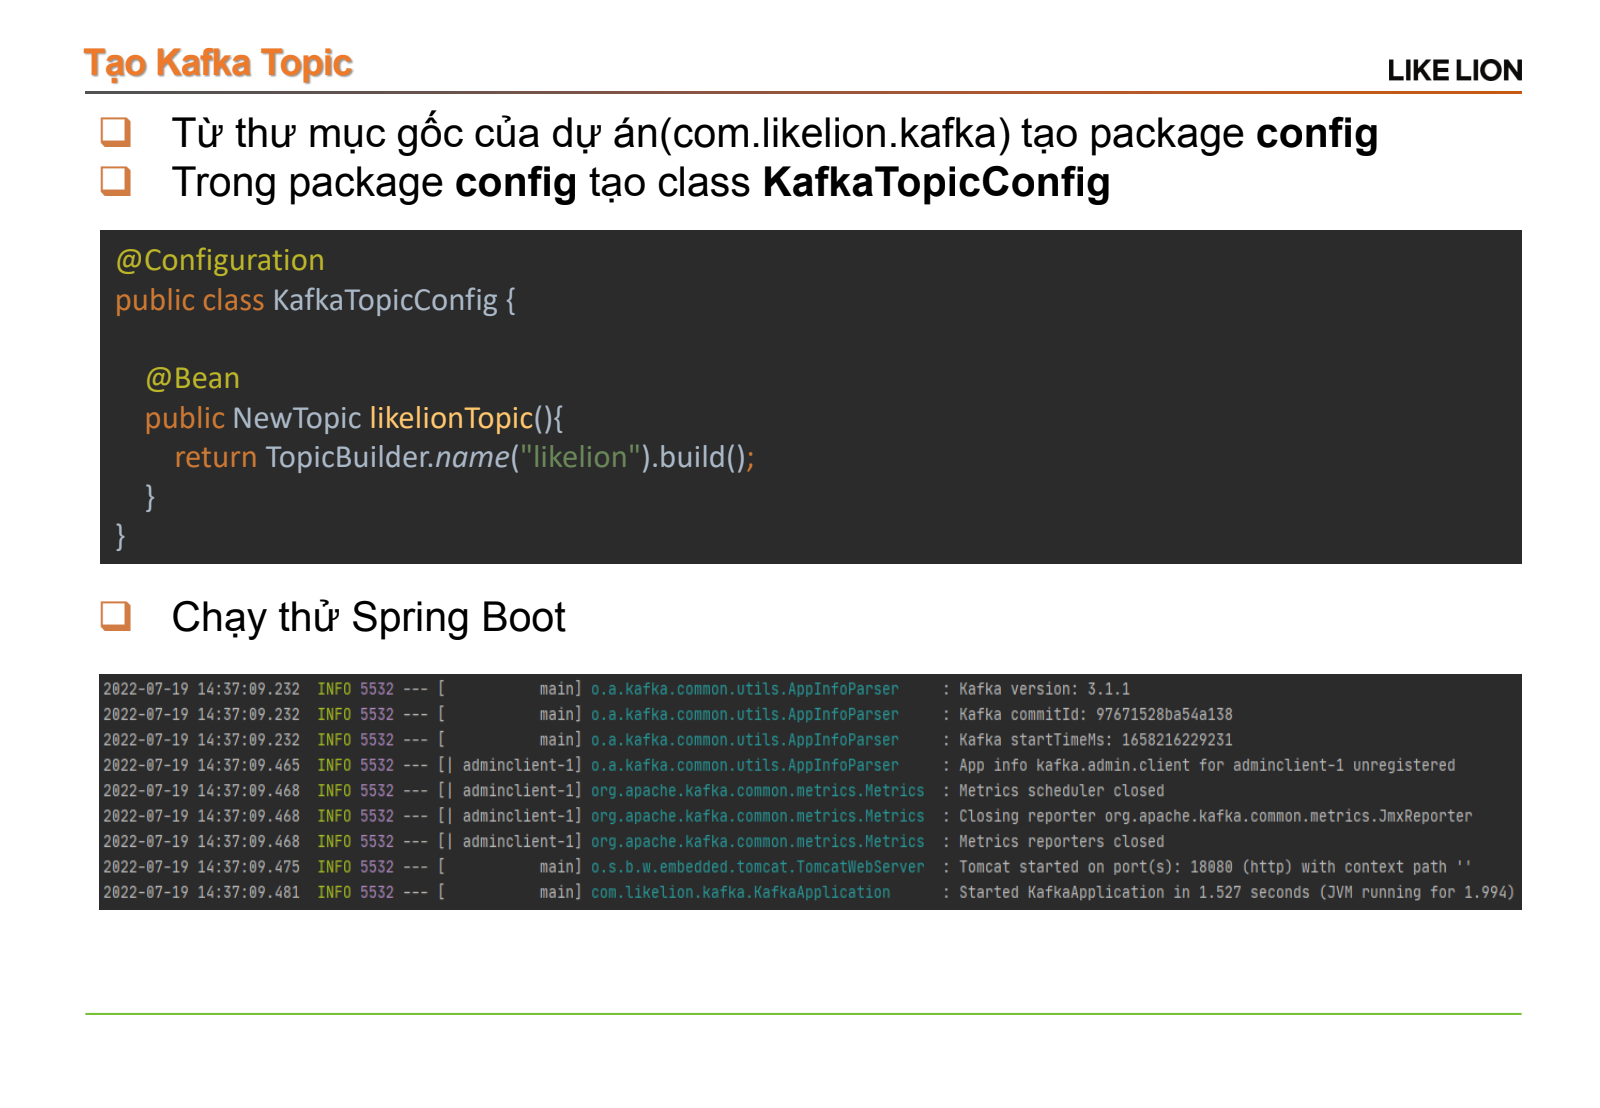 Tạo Kafka Topic
LIKE LION
Từ thư mục gốc của dự án(com.likelion.kafka) tạo package config
Trong package config tạo class KafkaTopicConfig
@Configuration
public class KafkaTopicConfig {
@Bean
public NewTopic likelionTopic(){
return TopicBuilder.name("likelion").build();
}
}
Chạy thử Spring Boot
2022-07-19 14:37:09.232 INFO 5532 --- [ main] o.a.kafka.common.utils.AppInfoParser : Kafka version: 3.1.1
2022-07-19 14:37:09.232 INFO 5532 --- [ main] o.a.kafka.common.utils.AppInfoParser : Kafka commitId: 97671528ba54a138
2022-07-19 14:37:09.232 INFO 5532 --- [ main] o.a.kafka.common.utils.AppInfoParser : Kafka startTimeMs: 1658216229231
2022-07-19 14:37:09.465 INFO 5532 --- [| adminclient-1] o.a.kafka.common.utils.AppInfoParser : App info kafka.admin.client for adminclient-1 unregistered
2022-07-19 14:37:09.468 INFO 5532 --- [| adminclient-1] org.apache.kafka.common.metrics.Metrics : Metrics scheduler closed
2022-07-19 14:37:09.468 INFO 5532 --- [| adminclient-1] org.apache.kafka.common.metrics.Metrics : Closing reporter org.apache.kafka.common.metrics.JmxReporter
2022-07-19 14:37:09.468 INFO 5532 --- [| adminclient-1] org.apache.kafka.common.metrics.Metrics : Metrics reporters closed
2022-07-19 14:37:09.475 INFO 5532 --- [ main] o.s.b.w.embedded.tomcat.TomcatWebServer : Tomcat started on port(s): 18080 (http) with context path ''
2022-07-19 14:37:09.481 INFO 5532 --- [ main] com.likelion.kafka.KafkaApplication : Started KafkaApplication in 1.527 seconds (JVM running for 1.994)